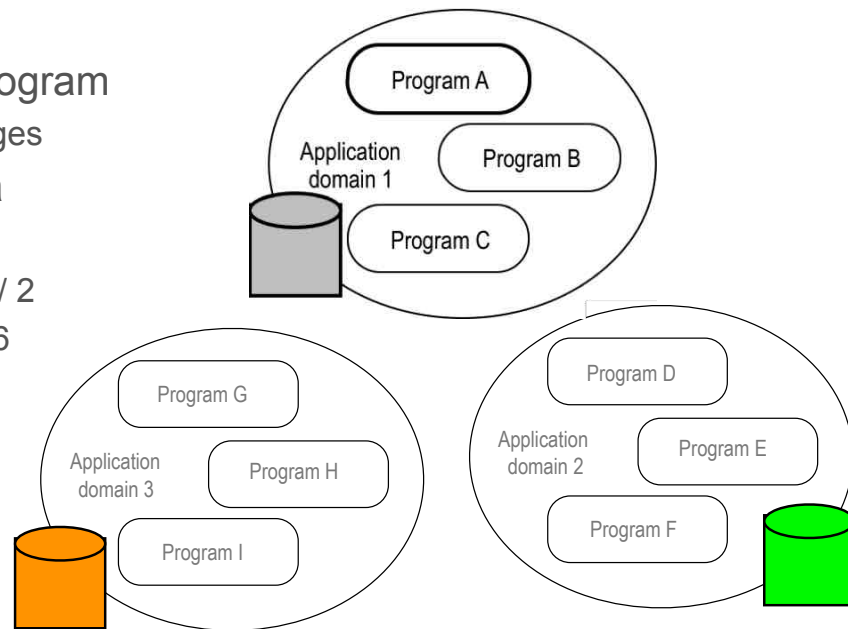 ogram
ges
/ 2
6
Program A
Application
domain 1
Program B
Program C
Program G
Application
domain 3
Program H
Program I
Program D
Application
domain 2
Program E
Program F